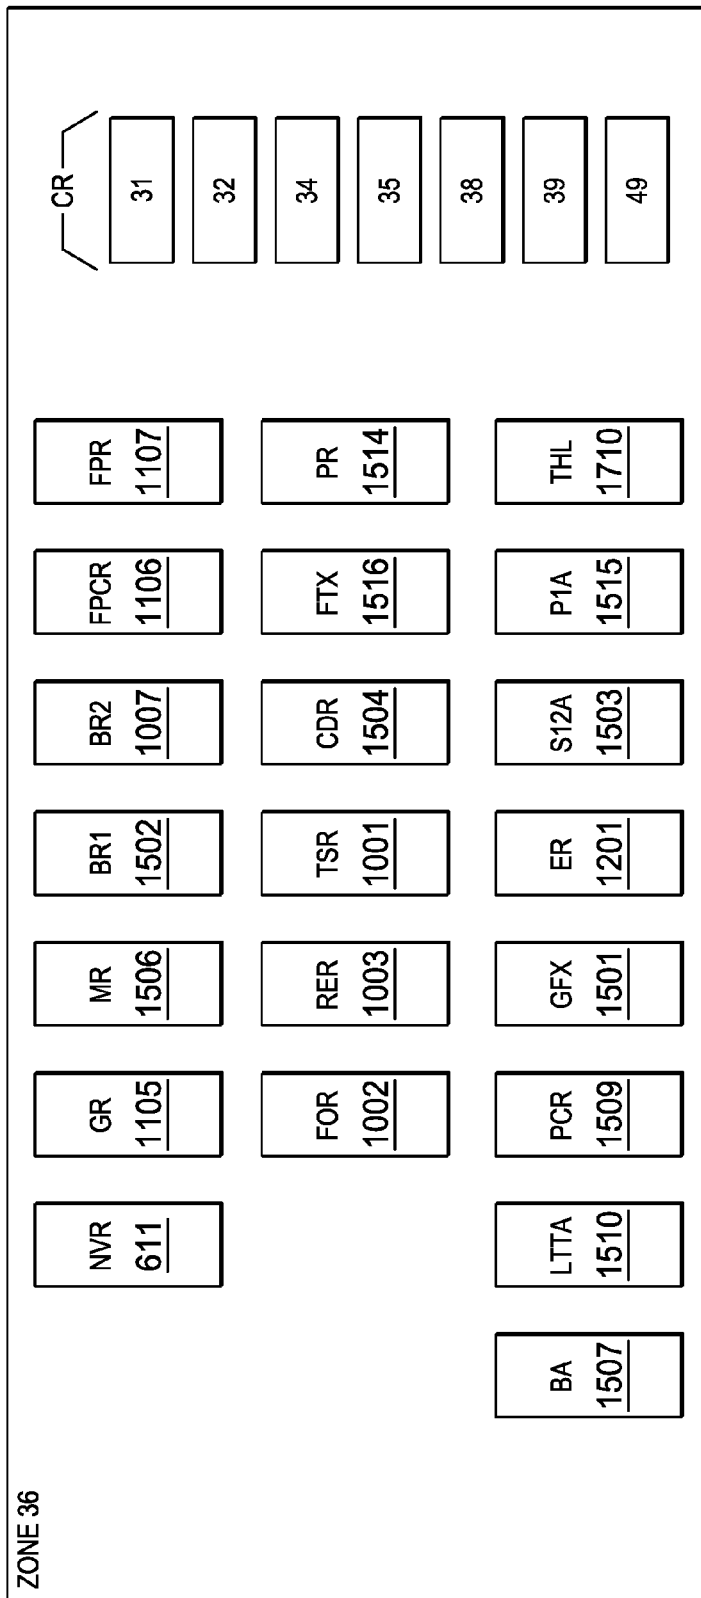 ZONE 36
NVR
611
GR
1105
MR
1506
BR1
1502
BR2
1007
FPCR
1106
FPR
1107
FOR
1002
RER
1003
TSR
1001
CDR
1504
FTX
1516
PR
1514
BA
1507
LTTA
1510
PCR
1509
GFX
1501
ER
1201
S12A
1503
P1A
1515
THL
1710
CR
31
32
34
35
38
39
49